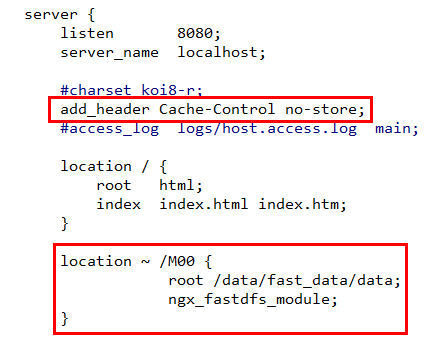 server {
    listen       8080;
    server_name  localhost;

    #charset koi8-r;
    add_header Cache-Control no-store;
    #access_log  logs/host.access.log  main;

    location / {
        root   html;
        index  index.html index.htm;
    }

    location ~ /M00 {
                root /data/fast_data/data;
                ngx_fastdfs_module;
    }